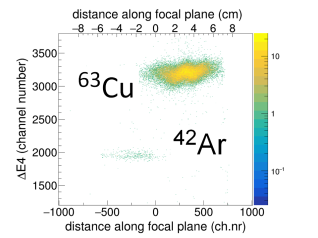 distance along focal plane (cm)
−8 −6 −4 −2 0 2 4 6 8
3500
3000
2500
2000
1500
ΔE4 (channel number)
⁶³Cu
⁴²Ar
10
1
10⁻¹
−1000 −500 0 500 1000
distance along focal plane (ch.nr)